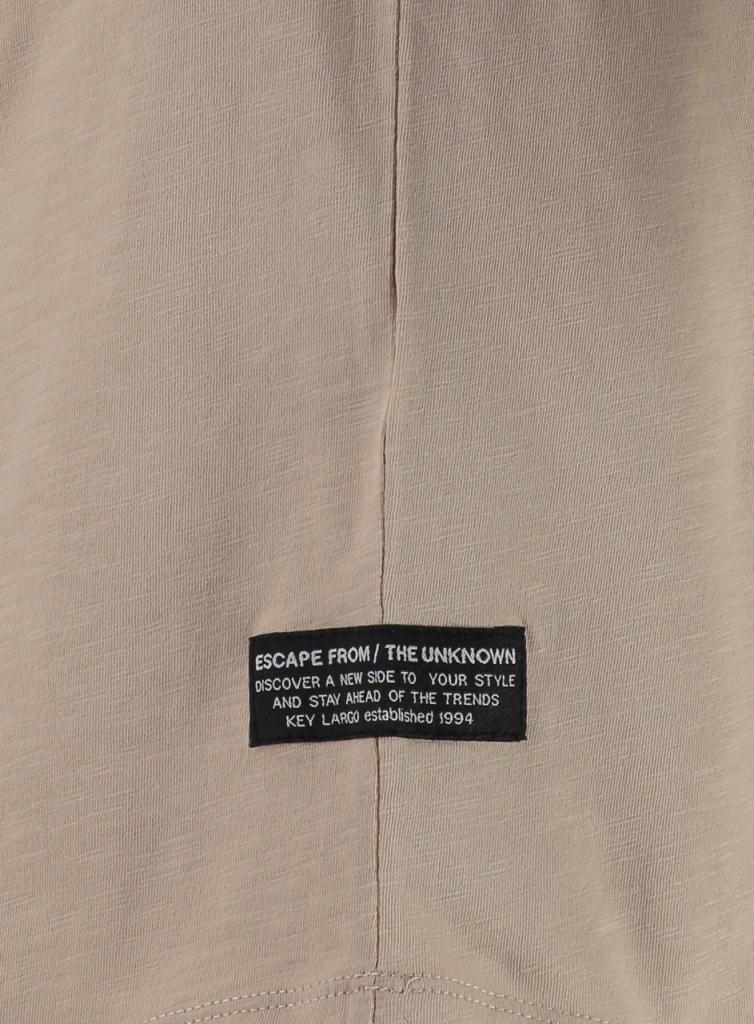 ESCAPE FROM / THE UNKNOWN
DISCOVER A NEW SIDE TO YOUR STYLE
AND STAY AHEAD OF THE TRENDS
KEY LARGO established 1994